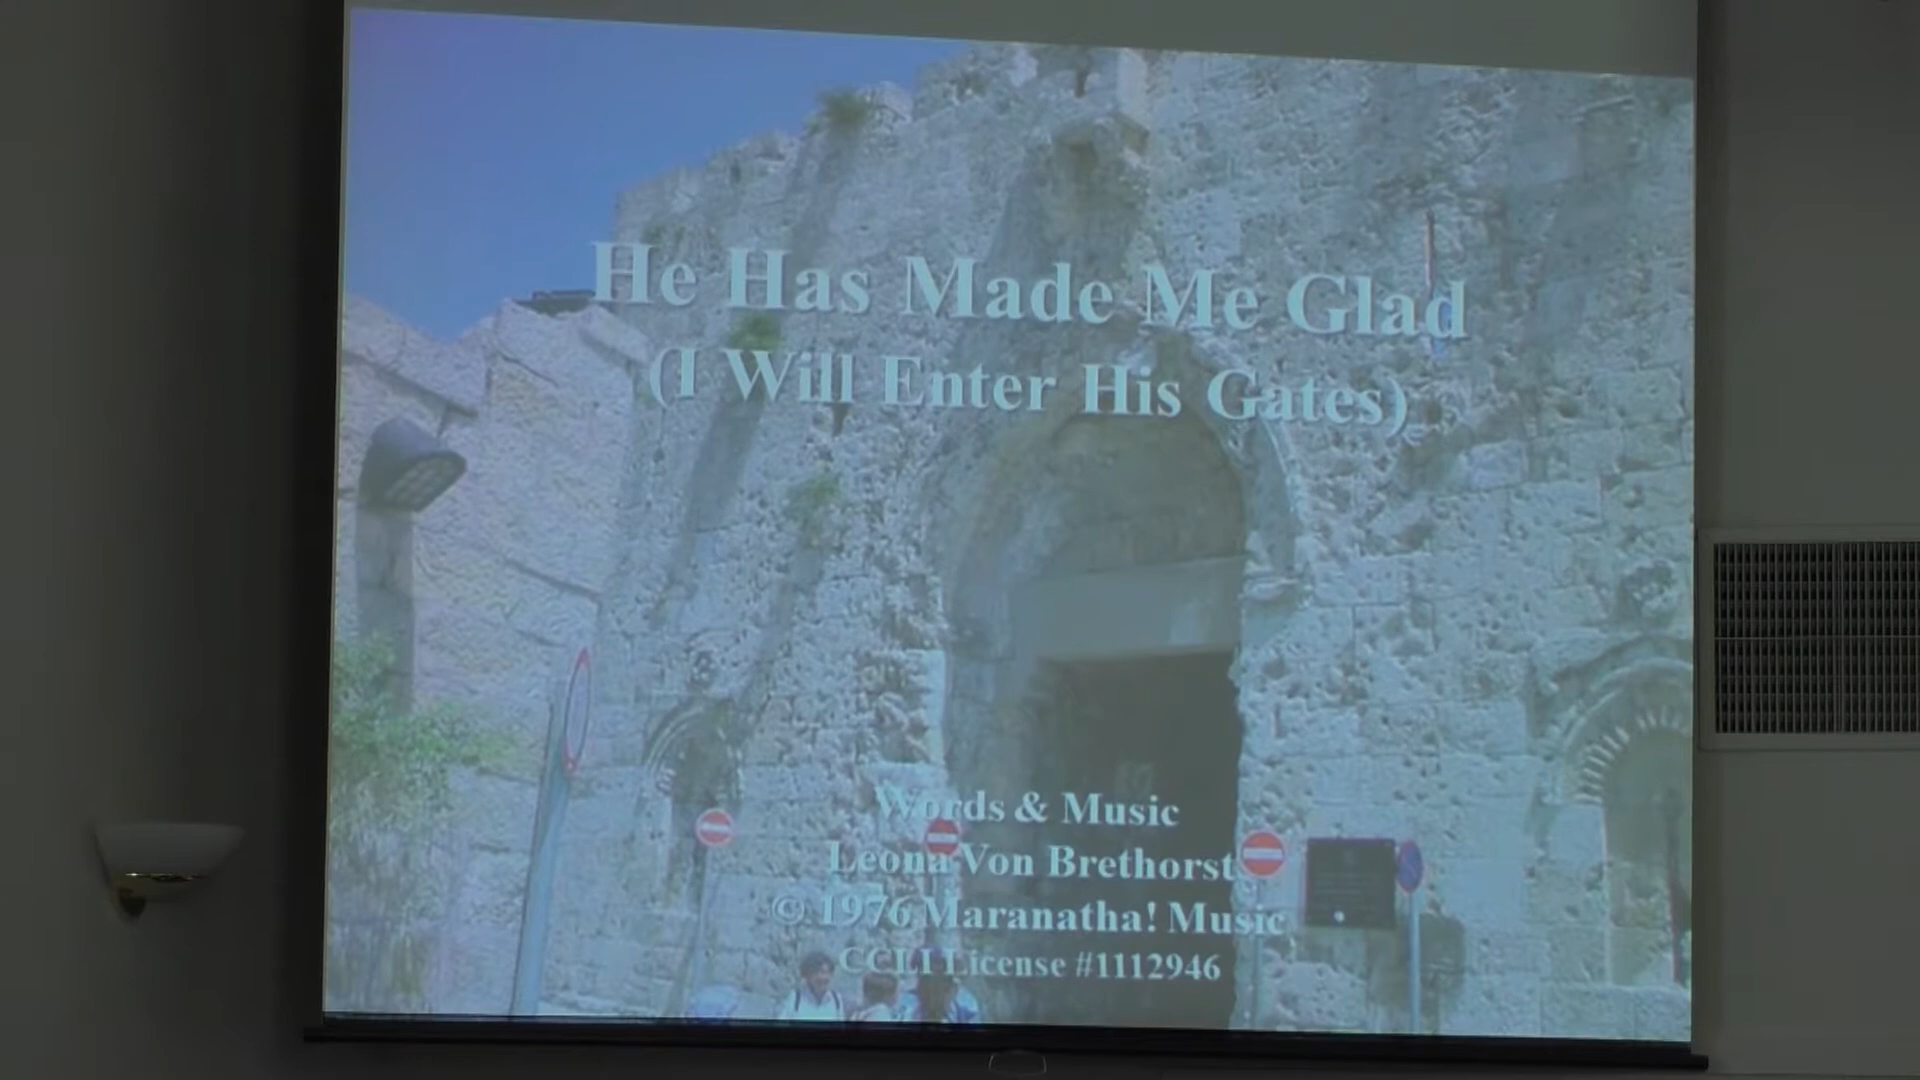 He Has Made Me Glad
(I Will Enter His Gates)
Words & Music
Leona Von Brethorst
© 1976 Maranatha! Music
CCLI License #1112946